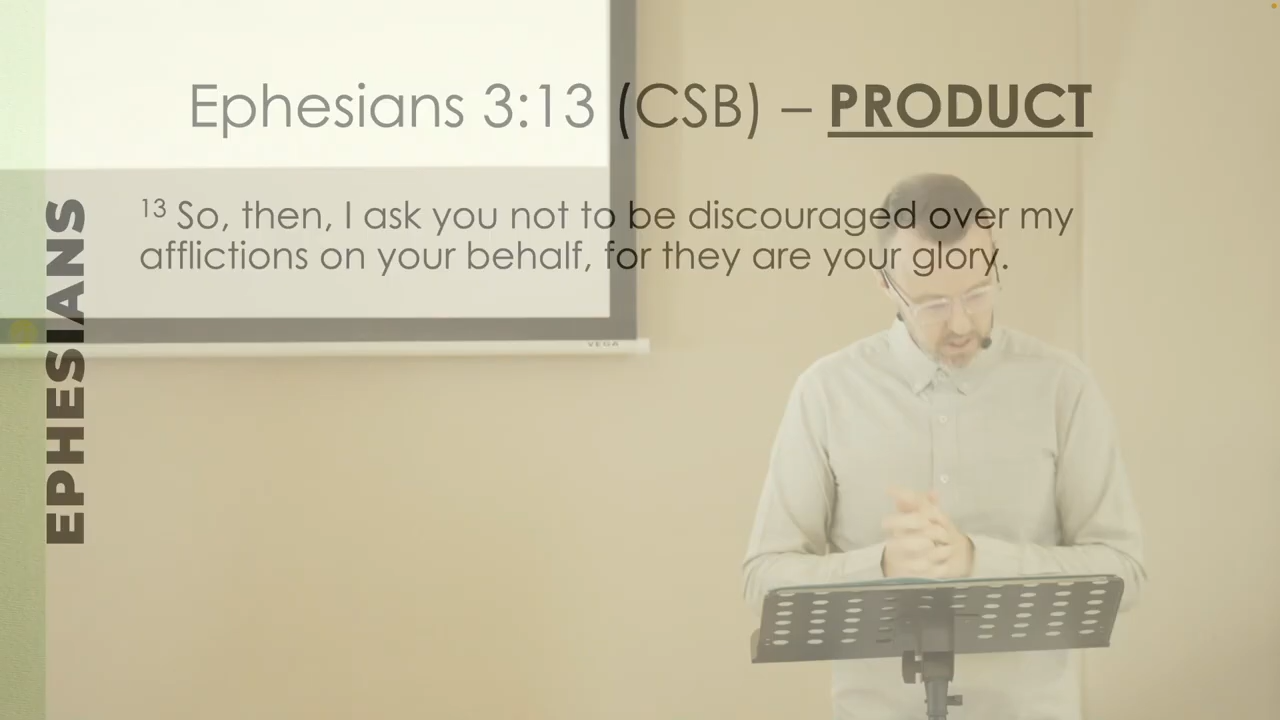 Ephesians 3:13 (CSB) – PRODUCT
13 So, then, I ask you not to be discouraged over my
afflictions on your behalf, for they are your glory.
EPHESIANS
VEGA